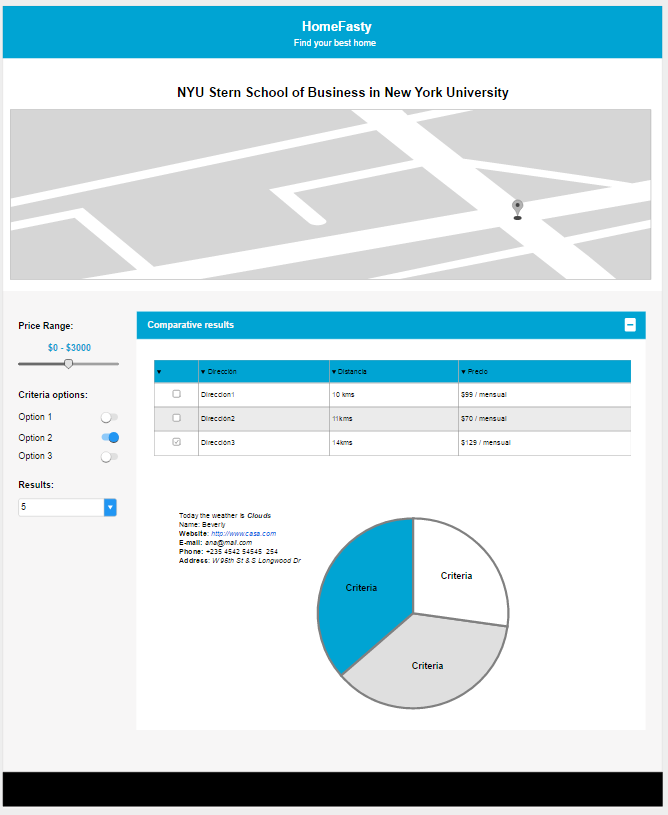 HomeFasty
Find your best home
NYU Stern School of Business in New York University
Price Range:
$0 - $3000
Criteria options:
Option 1
Option 2
Option 3
Results:
5
Comparative results
▼ ▼ Dirección ▼ Distancia ▼ Precio
Direccion1 10 kms $99 / mensual
Dirección2 11kms $70 / mensual
Dirección3 14kms $129 / mensual
Today the weather is Clouds
Name: Beverly
Website: http://www.casa.com
E-mail: ana@mail.com
Phone: +235 4542 54545 254
Address: W 95th St & S Longwood Dr
Criteria
Criteria
Criteria